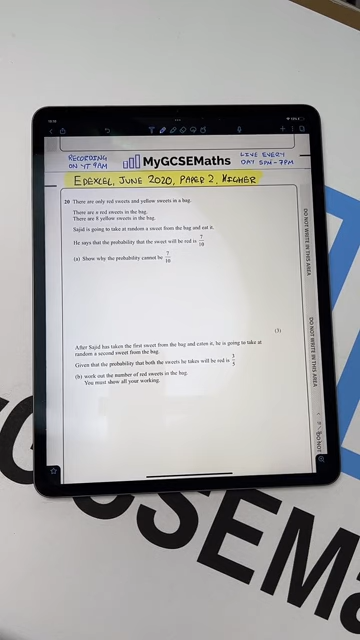 RECORDING
ON YT 9AM
MyGCSEMaths
LIVE EVERY
DAY 5PM-7PM
EDEXCEL, JUNE 2020, PAPER 2, HIGHER
20 There are only red sweets and yellow sweets in a bag.
There are n red sweets in the bag.
There are 8 yellow sweets in the bag.
Sajid is going to take at random a sweet from the bag and eat it.
He says that the probability that the sweet will be red is 7/10
(a) Show why the probability cannot be 7/10
(3)
After Sajid has taken the first sweet from the bag and eaten it, he is going to take at
random a second sweet from the bag.
Given that the probability that both the sweets he takes will be red is 3/5
(b) work out the number of red sweets in the bag.
You must show all your working.
DO NOT WRITE IN THIS AREA
DO NOT WRITE IN THIS AREA
DO NOT
GCSEMa